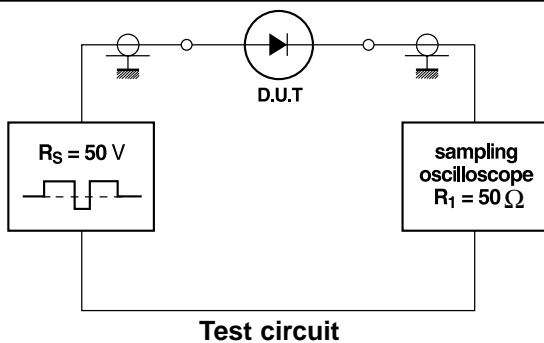 D.U.T
R_S = 50 V
sampling
oscilloscope
R_1 = 50 Ω
Test circuit